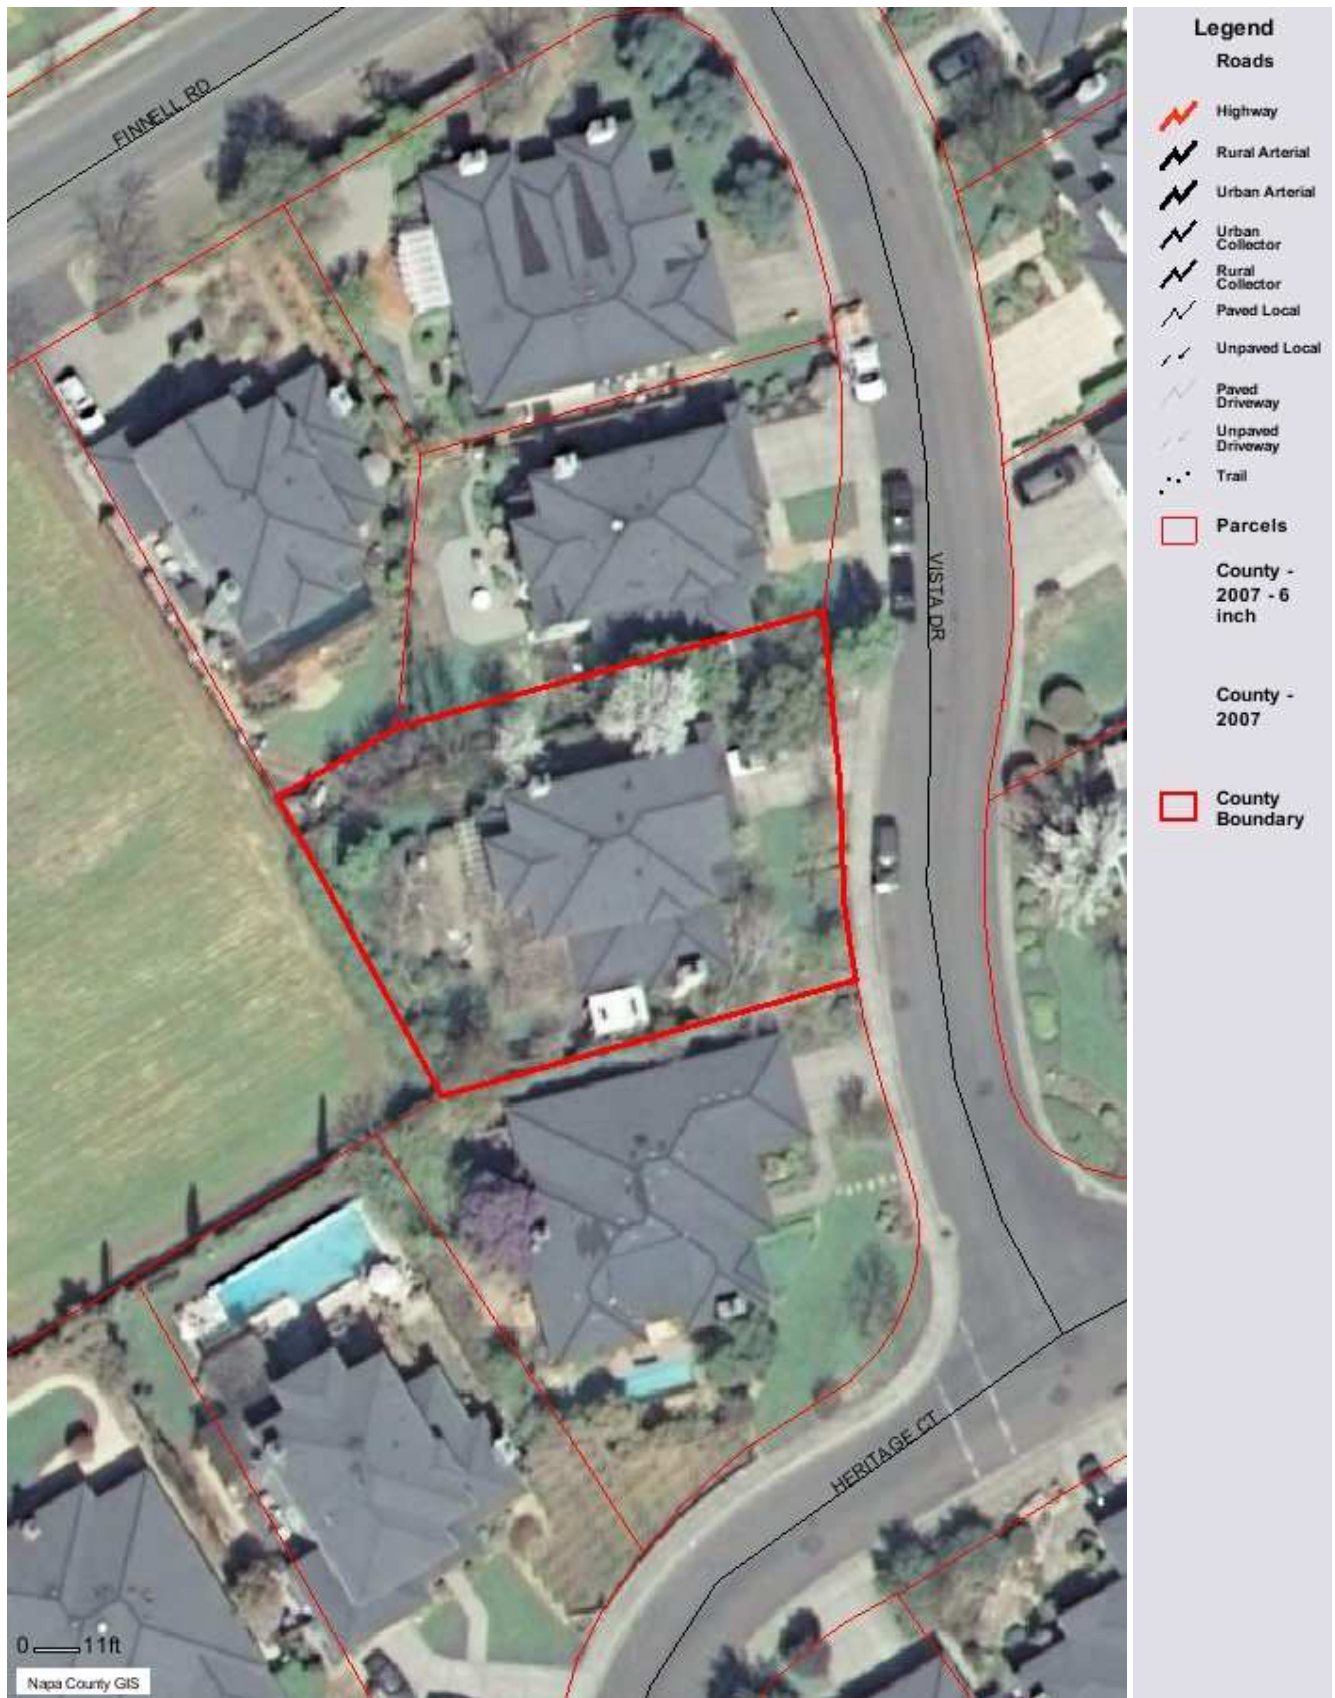 FINNELL RD
VISTA DR
HERITAGE CT
0 11ft
Napa County GIS
Legend
Roads
Highway
Rural Arterial
Urban Arterial
Urban
Collector
Rural
Collector
Paved Local
Unpaved Local
Paved
Driveway
Unpaved
Driveway
Trail
Parcels
County -
2007 - 6
inch
County -
2007
County
Boundary